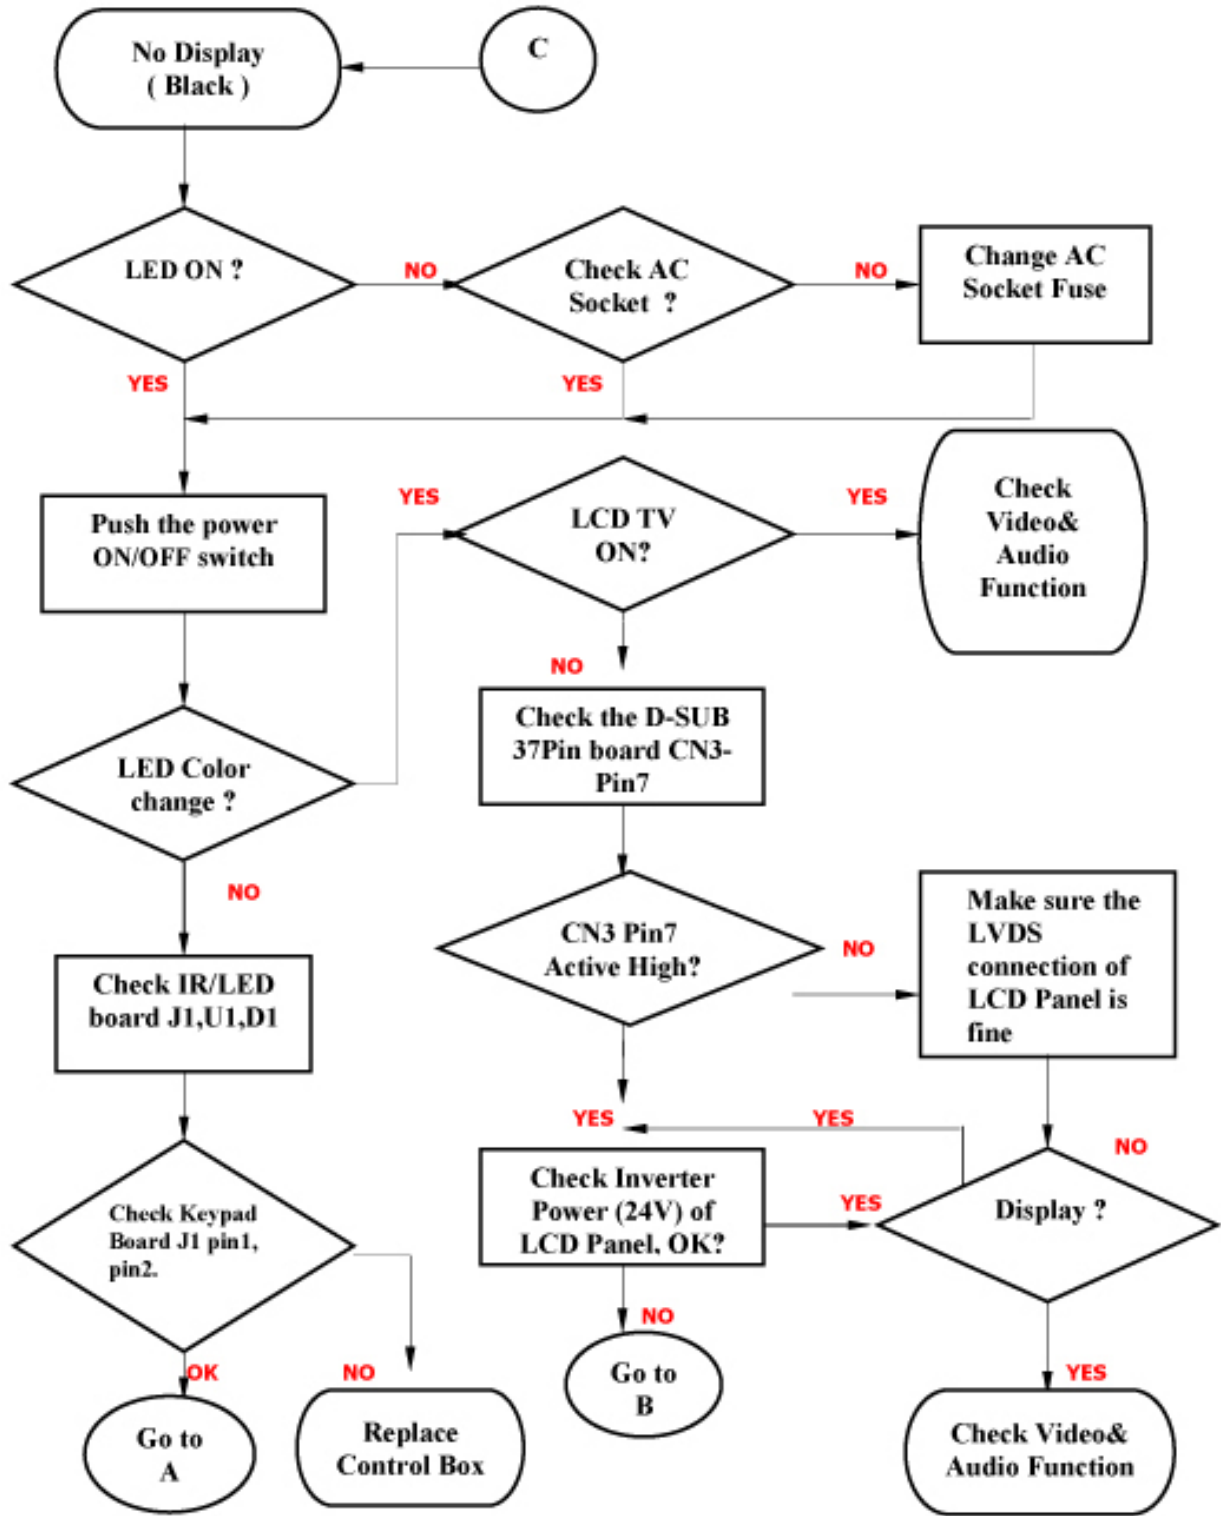 No Display
( Black )
C
LED ON ?
NO
Check AC
Socket ?
NO
Change AC
Socket Fuse
YES
YES
Push the power
ON/OFF switch
YES
LCD TV
ON?
YES
Check
Video&
Audio
Function
NO
Check the D-SUB
37Pin board CN3-
Pin7
LED Color
change ?
NO
CN3 Pin7
Active High?
NO
Make sure the
LVDS
connection of
LCD Panel is
fine
Check IR/LED
board J1,U1,D1
YES
YES
NO
Check Inverter
Power (24V) of
LCD Panel, OK?
YES
Display ?
Check Keypad
Board J1 pin1,
pin2.
NO
OK
NO
Go to
B
YES
Go to
A
Replace
Control Box
Check Video&
Audio Function